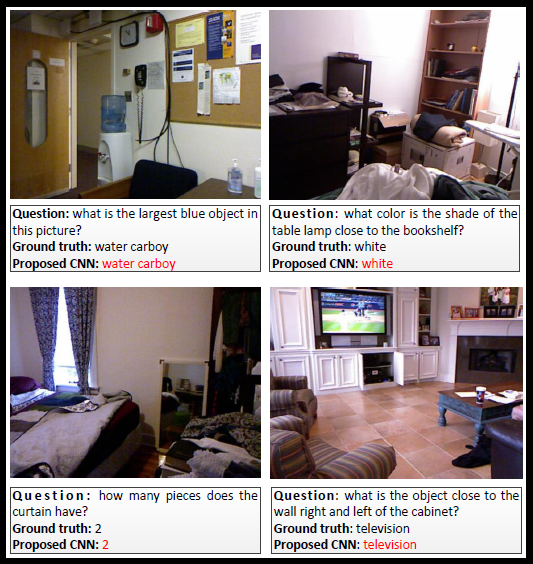 Question: what is the largest blue object in
this picture?
Ground truth: water carboy
Proposed CNN: water carboy
Question: what color is the shade of the
table lamp close to the bookshelf?
Ground truth: white
Proposed CNN: white
Question: how many pieces does the
curtain have?
Ground truth: 2
Proposed CNN: 2
Question: what is the object close to the
wall right and left of the cabinet?
Ground truth: television
Proposed CNN: television